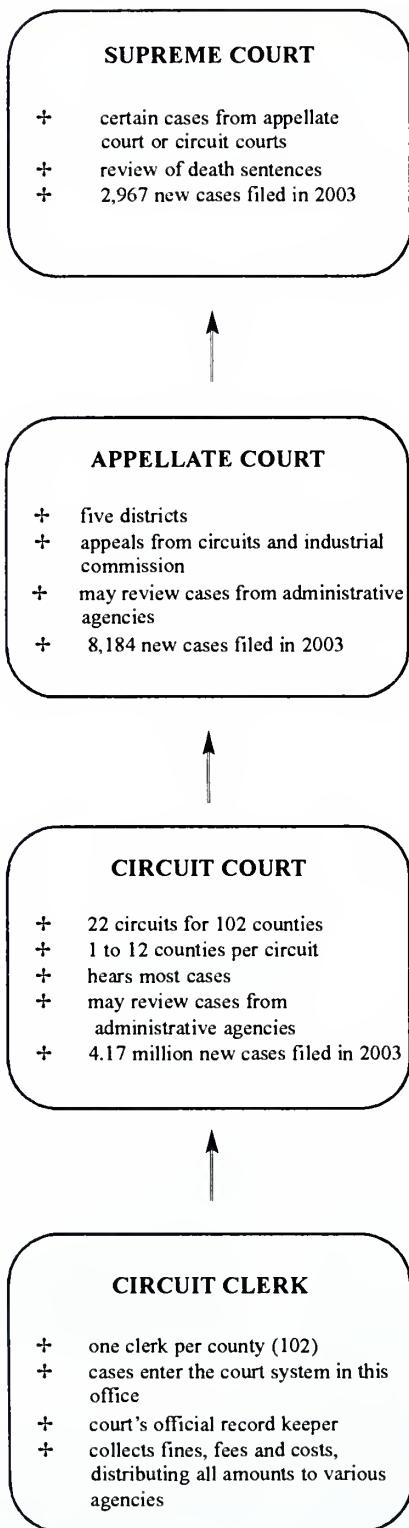 SUPREME COURT
✢ certain cases from appellate
court or circuit courts
✢ review of death sentences
✢ 2,967 new cases filed in 2003
APPELLATE COURT
✢ five districts
✢ appeals from circuits and industrial
commission
✢ may review cases from administrative
agencies
✢ 8,184 new cases filed in 2003
CIRCUIT COURT
✢ 22 circuits for 102 counties
✢ 1 to 12 counties per circuit
✢ hears most cases
✢ may review cases from
administrative agencies
✢ 4.17 million new cases filed in 2003
CIRCUIT CLERK
✢ one clerk per county (102)
✢ cases enter the court system in this
office
✢ court's official record keeper
✢ collects fines, fees and costs,
distributing all amounts to various
agencies